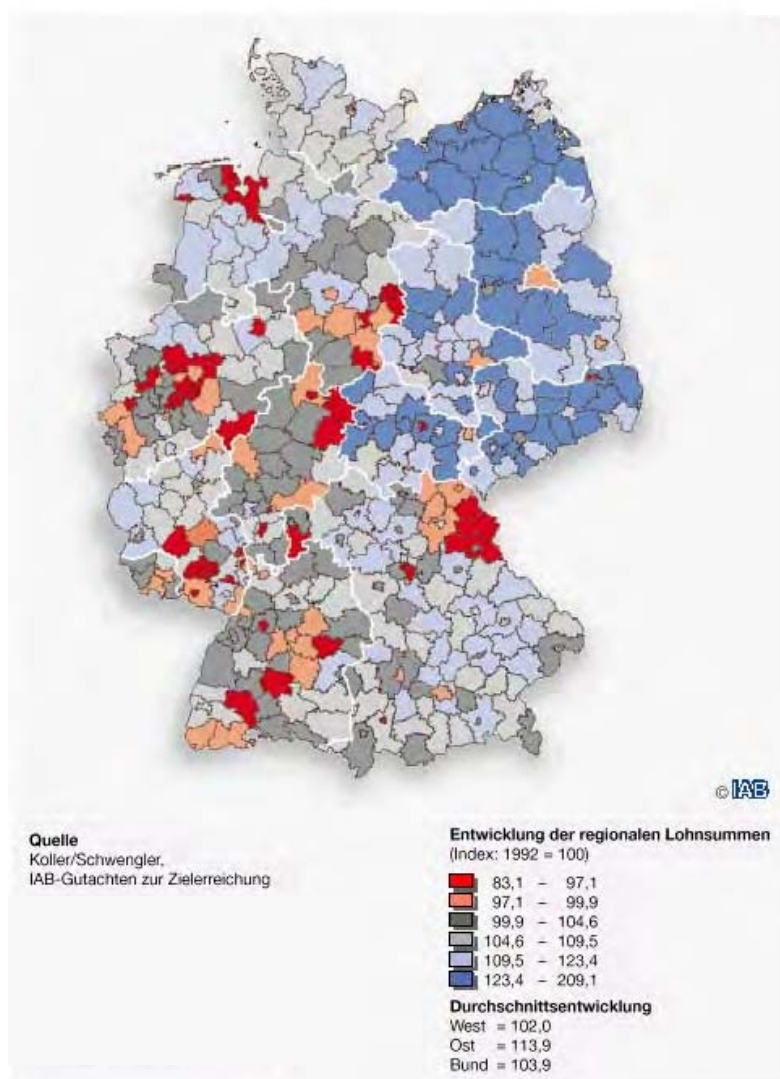 © IAB
Quelle
Koller/Schwengler,
IAB-Gutachten zur Zielerreichung
Entwicklung der regionalen Lohnsummen
(Index: 1992 = 100)
83,1 – 97,1
97,1 – 99,9
99,9 – 104,6
104,6 – 109,5
109,5 – 123,4
123,4 – 209,1
Durchschnittsentwicklung
West = 102,0
Ost = 113,9
Bund = 103,9